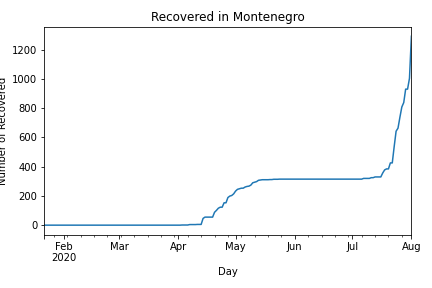 Recovered in Montenegro
Number of Recovered
1200
1000
800
600
400
200
0
Feb
2020
Mar
Apr
May
Jun
Jul
Aug
Day